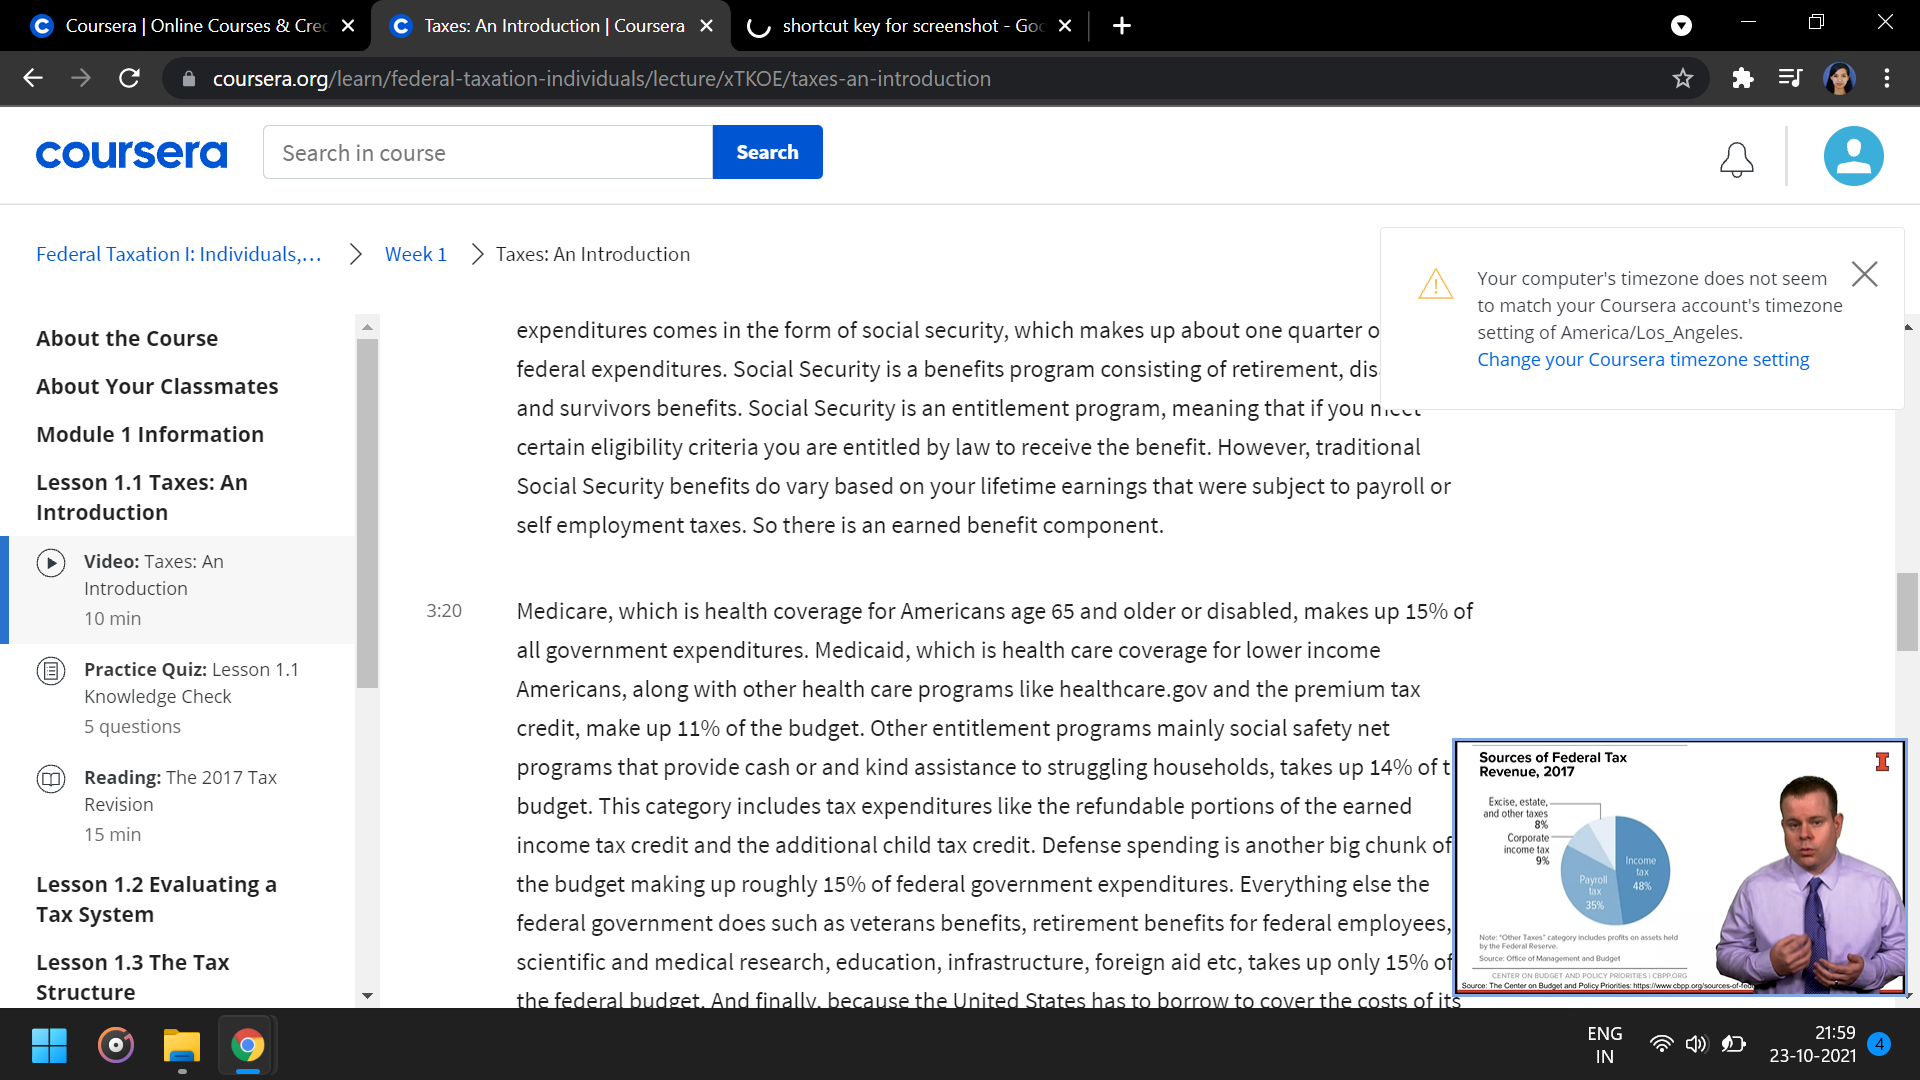 Coursera | Online Courses & Cre
Taxes: An Introduction | Coursera
shortcut key for screenshot - Goo
coursera.org/learn/federal-taxation-individuals/lecture/xTKOE/taxes-an-introduction
coursera
Search in course
Search
Federal Taxation I: Individuals,...
Week 1
Taxes: An Introduction
Your computer's timezone does not seem
to match your Coursera account's timezone
setting of America/Los_Angeles.
Change your Coursera timezone setting
About the Course
About Your Classmates
Module 1 Information
Lesson 1.1 Taxes: An
Introduction
Video: Taxes: An
Introduction
10 min
Practice Quiz: Lesson 1.1
Knowledge Check
5 questions
Reading: The 2017 Tax
Revision
15 min
Lesson 1.2 Evaluating a
Tax System
Lesson 1.3 The Tax
Structure
expenditures comes in the form of social security, which makes up about one quarter o
federal expenditures. Social Security is a benefits program consisting of retirement, dis
and survivors benefits. Social Security is an entitlement program, meaning that if you meet
certain eligibility criteria you are entitled by law to receive the benefit. However, traditional
Social Security benefits do vary based on your lifetime earnings that were subject to payroll or
self employment taxes. So there is an earned benefit component.
3:20
Medicare, which is health coverage for Americans age 65 and older or disabled, makes up 15% of
all government expenditures. Medicaid, which is health care coverage for lower income
Americans, along with other health care programs like healthcare.gov and the premium tax
credit, make up 11% of the budget. Other entitlement programs mainly social safety net
programs that provide cash or and kind assistance to struggling households, takes up 14% of t
budget. This category includes tax expenditures like the refundable portions of the earned
income tax credit and the additional child tax credit. Defense spending is another big chunk of
the budget making up roughly 15% of federal government expenditures. Everything else the
federal government does such as veterans benefits, retirement benefits for federal employees,
scientific and medical research, education, infrastructure, foreign aid etc, takes up only 15% of
the federal budget. And finally, because the United States has to borrow to cover the costs of its
Sources of Federal Tax
Revenue, 2017
Excise, estate,
and other taxes
8%
Corporate
income tax
9%
Income
tax
48%
Payroll
tax
35%
Note: "Other Taxes" category includes profits on assets held
by the Federal Reserve.
Source: Office of Management and Budget
CENTER ON BUDGET AND POLICY PRIORITIES | CBPP.ORG
Source: The Center on Budget and Policy Priorities: https://www.cbpp.org/sources-of-fed
ENG
IN
21:59
23-10-2021
4